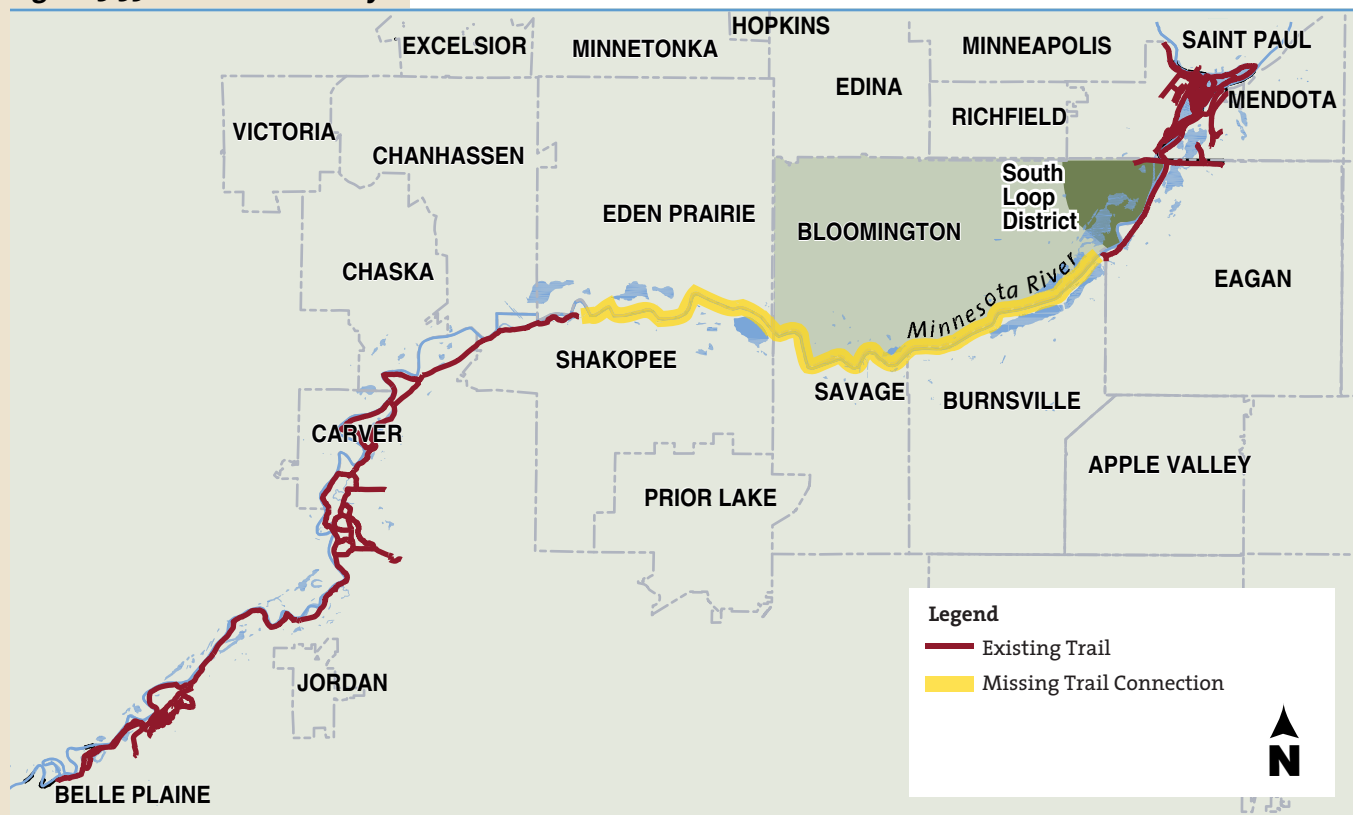 HOPKINS
EXCELSIOR
MINNETONKA
MINNEAPOLIS
SAINT PAUL
EDINA
MENDOTA
RICHFIELD
VICTORIA
CHANHASSEN
South
Loop
District
EDEN PRAIRIE
BLOOMINGTON
CHASKA
EAGAN
Minnesota River
SHAKOPEE
SAVAGE
BURNSVILLE
CARVER
APPLE VALLEY
PRIOR LAKE
JORDAN
BELLE PLAINE
Legend
Existing Trail
Missing Trail Connection
N